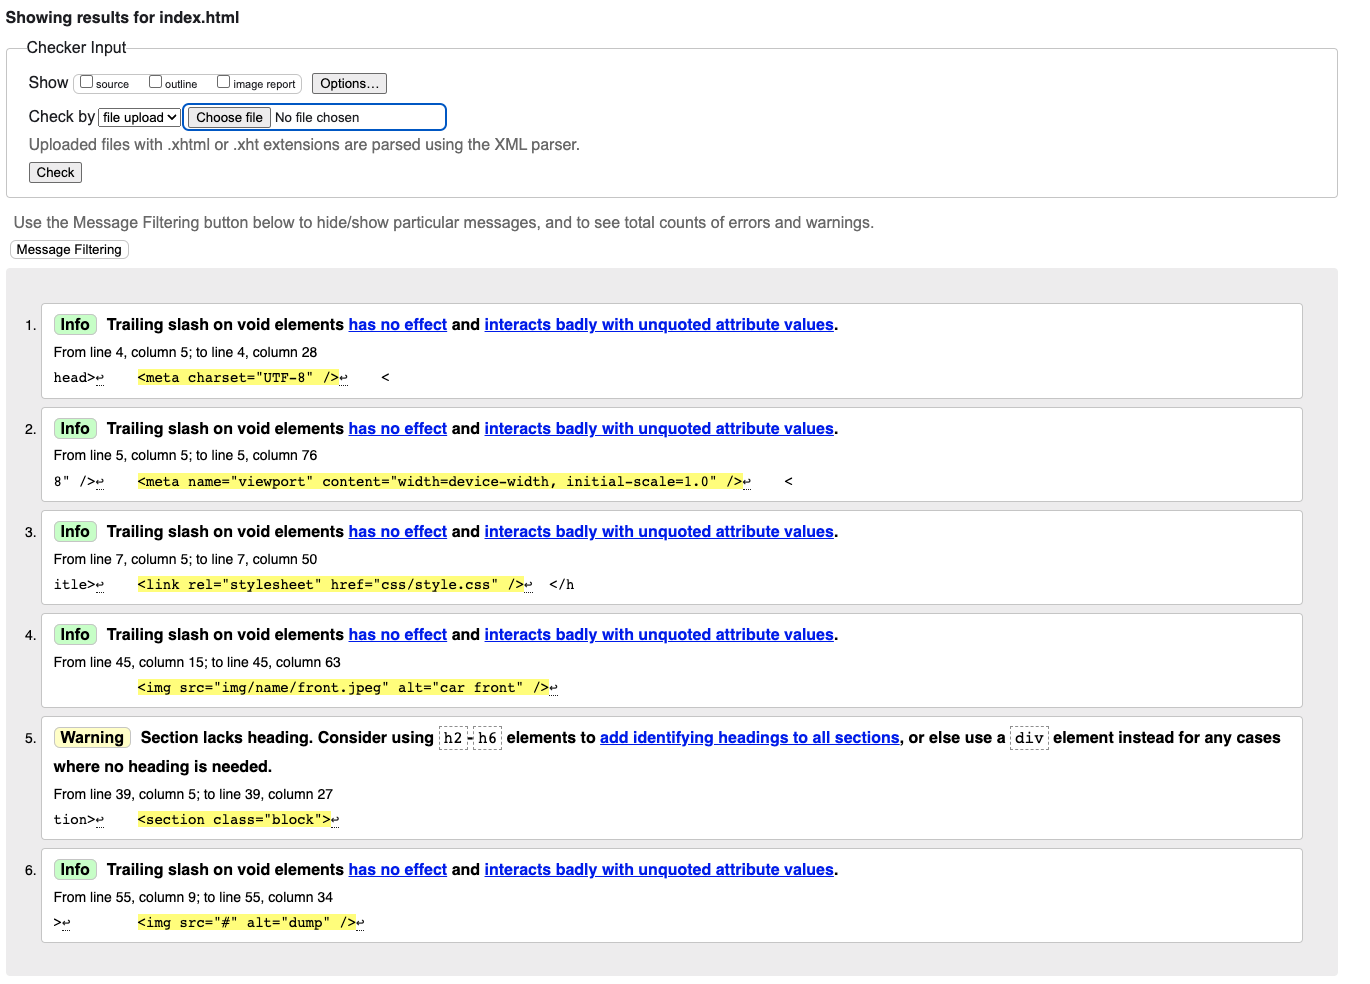 Showing results for index.html
Checker Input
Show source outline image report Options...
Check by file upload Choose file No file chosen
Uploaded files with .xhtml or .xht extensions are parsed using the XML parser.
Check
Use the Message Filtering button below to hide/show particular messages, and to see total counts of errors and warnings.
Message Filtering
1. Info Trailing slash on void elements has no effect and interacts badly with unquoted attribute values.
From line 4, column 5; to line 4, column 28
head>↩ <meta charset="UTF-8" />↩ <
2. Info Trailing slash on void elements has no effect and interacts badly with unquoted attribute values.
From line 5, column 5; to line 5, column 76
8" />↩ <meta name="viewport" content="width=device-width, initial-scale=1.0" />↩ <
3. Info Trailing slash on void elements has no effect and interacts badly with unquoted attribute values.
From line 7, column 5; to line 7, column 50
itle>↩ <link rel="stylesheet" href="css/style.css" />↩ </h
4. Info Trailing slash on void elements has no effect and interacts badly with unquoted attribute values.
From line 45, column 15; to line 45, column 63
<img src="img/name/front.jpeg" alt="car front" />↩
5. Warning Section lacks heading. Consider using h2-h6 elements to add identifying headings to all sections, or else use a div element instead for any cases
where no heading is needed.
From line 39, column 5; to line 39, column 27
tion>↩ <section class="block">↩
6. Info Trailing slash on void elements has no effect and interacts badly with unquoted attribute values.
From line 55, column 9; to line 55, column 34
>↩ <img src="#" alt="dump" />↩